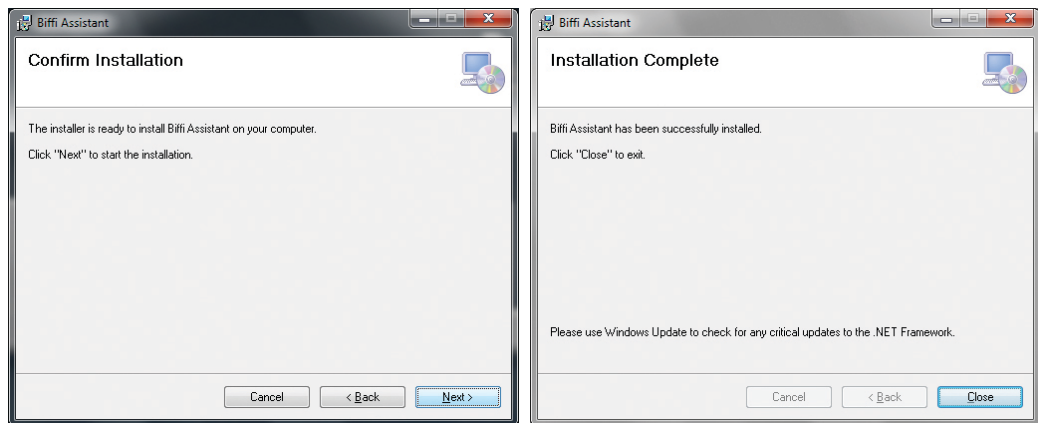 Biffi Assistant
Confirm Installation
The installer is ready to install Biffi Assistant on your computer.
Click "Next" to start the installation.
Cancel
< Back
Next >
Biffi Assistant
Installation Complete
Biffi Assistant has been successfully installed.
Click "Close" to exit.
Please use Windows Update to check for any critical updates to the .NET Framework.
Cancel
< Back
Close